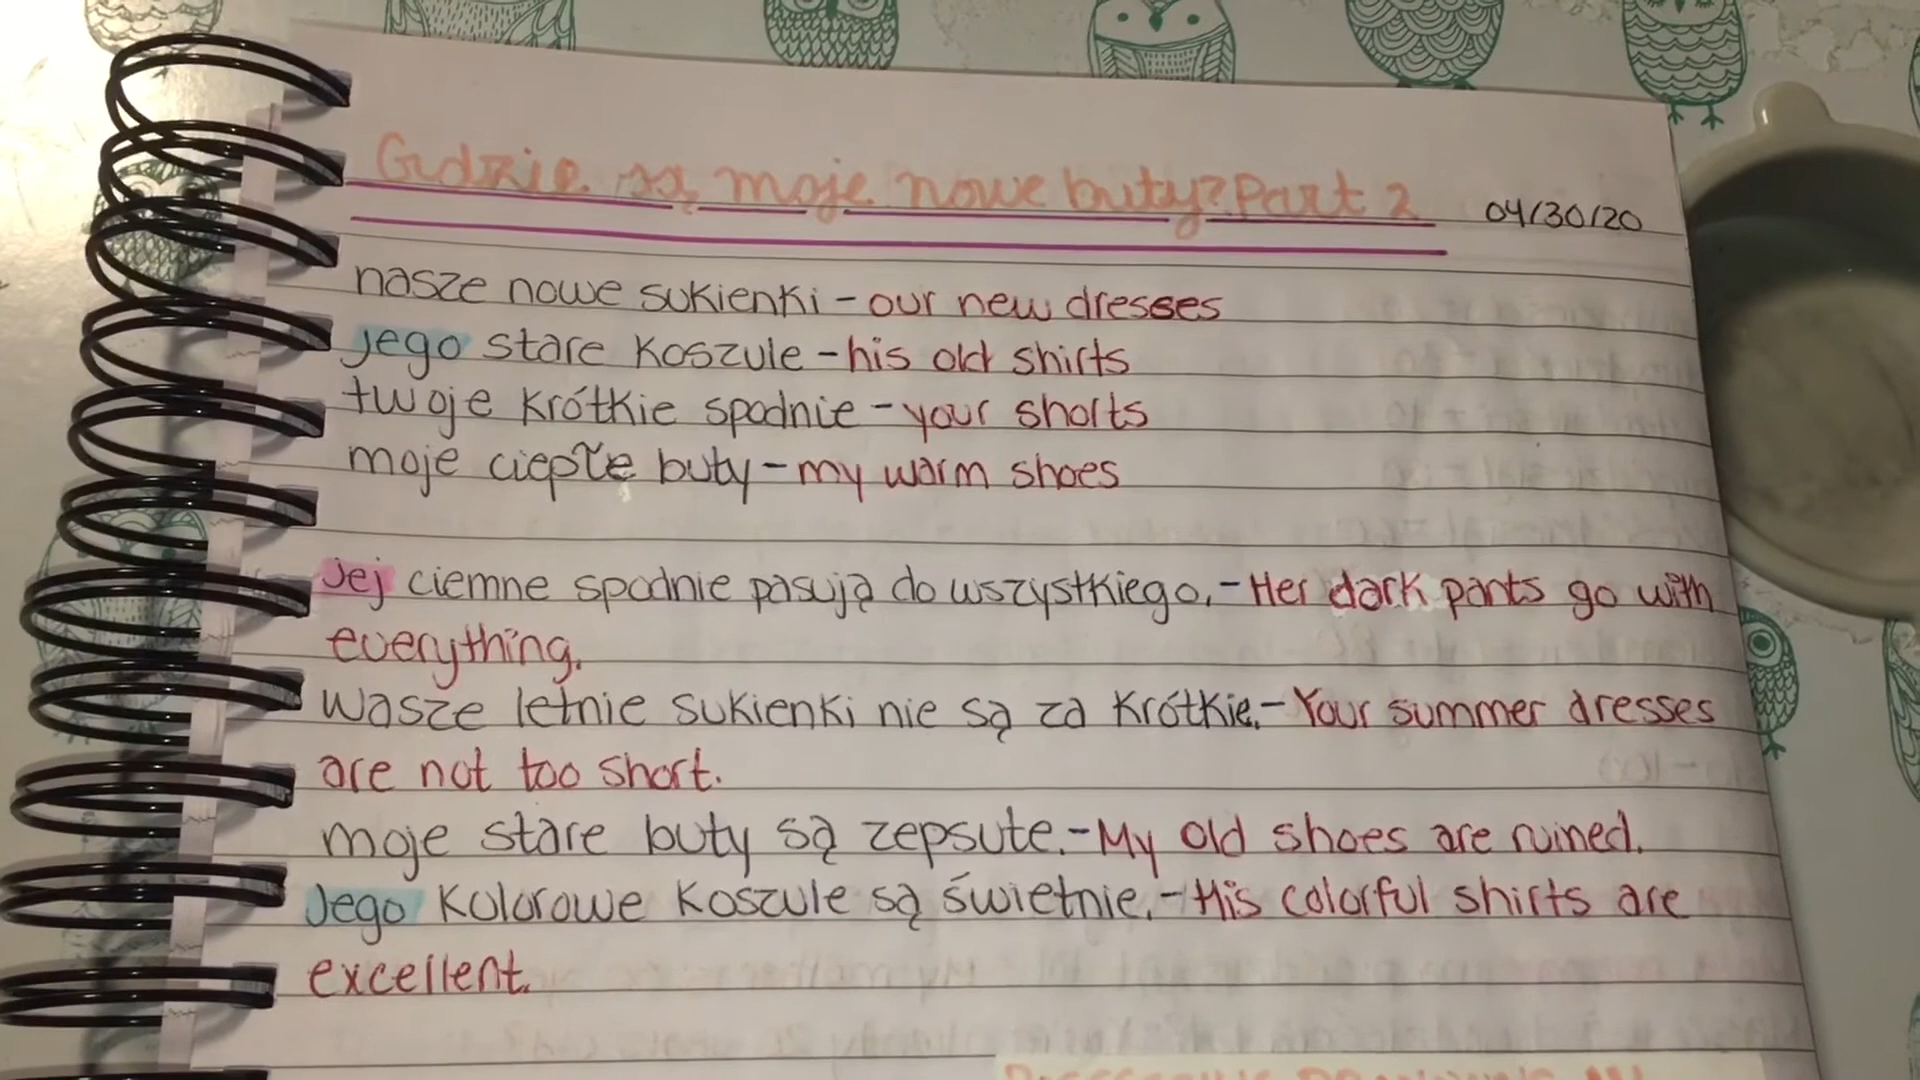 Gdzie są moje nowe buty? Part 2 04/30/20
nasze nowe sukienki - our new dresses
jego stare koszule - his old shirts
twoje krótkie spodnie - your shorts
moje ciepłe buty - my warm shoes
Jej ciemne spodnie pasują do wszystkiego. - Her dark pants go with
everything.
Wasze letnie sukienki nie są za krótkie. - Your summer dresses
are not too short.
moje stare buty są zepsute. - My old shoes are ruined.
Jego kolorowe koszule są świetnie. - His colorful shirts are
excellent.